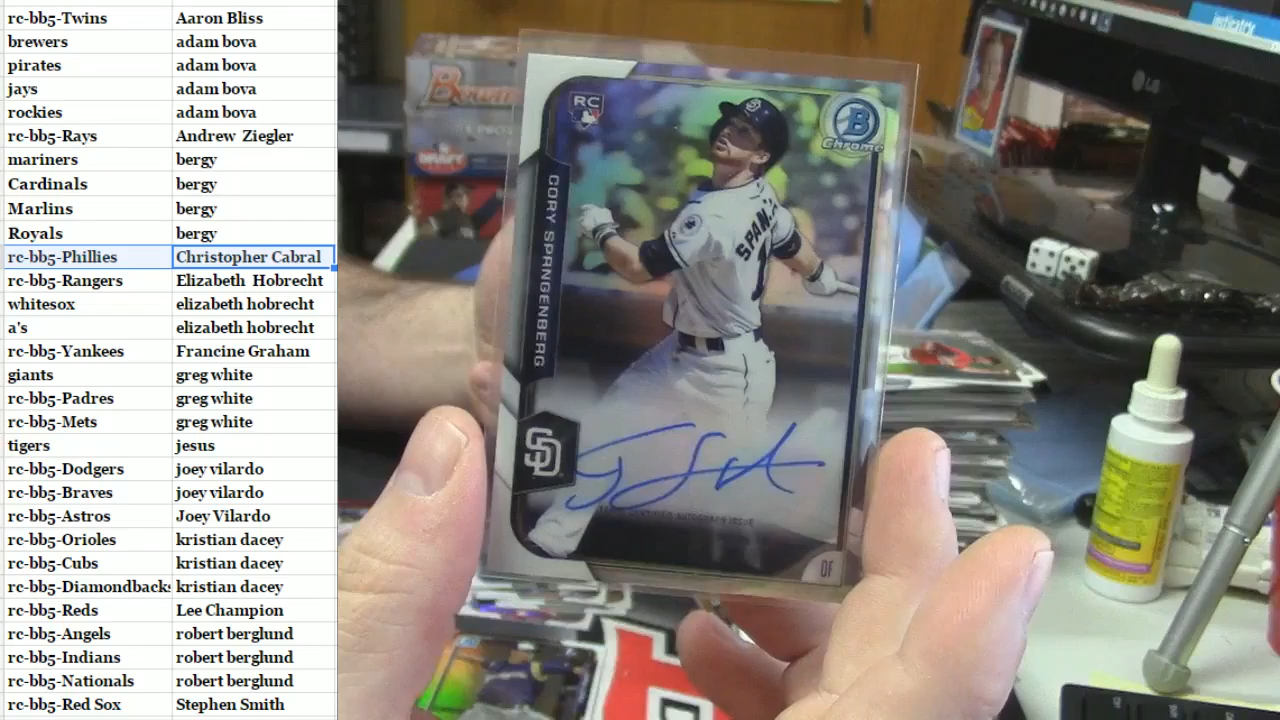 rc-bb5-Twins Aaron Bliss
brewers adam bova
pirates adam bova
jays adam bova
rockies adam bova
rc-bb5-Rays Andrew Ziegler
mariners bergy
Cardinals bergy
Marlins bergy
Royals bergy
rc-bb5-Phillies Christopher Cabral
rc-bb5-Rangers Elizabeth Hobrecht
whitesox elizabeth hobrecht
a's elizabeth hobrecht
rc-bb5-Yankees Francine Graham
giants greg white
rc-bb5-Padres greg white
rc-bb5-Mets greg white
tigers jesus
rc-bb5-Dodgers joey vilardo
rc-bb5-Braves joey vilardo
rc-bb5-Astros Joey Vilardo
rc-bb5-Orioles kristian dacey
rc-bb5-Cubs kristian dacey
rc-bb5-Diamondbacks kristian dacey
rc-bb5-Reds Lee Champion
rc-bb5-Angels robert berglund
rc-bb5-Indians robert berglund
rc-bb5-Nationals robert berglund
rc-bb5-Red Sox Stephen Smith
RC
B
Chrome
CORY SPANGENBERG
SD
AUTOGRAPH ISSUE
OF
DRAFT
LG